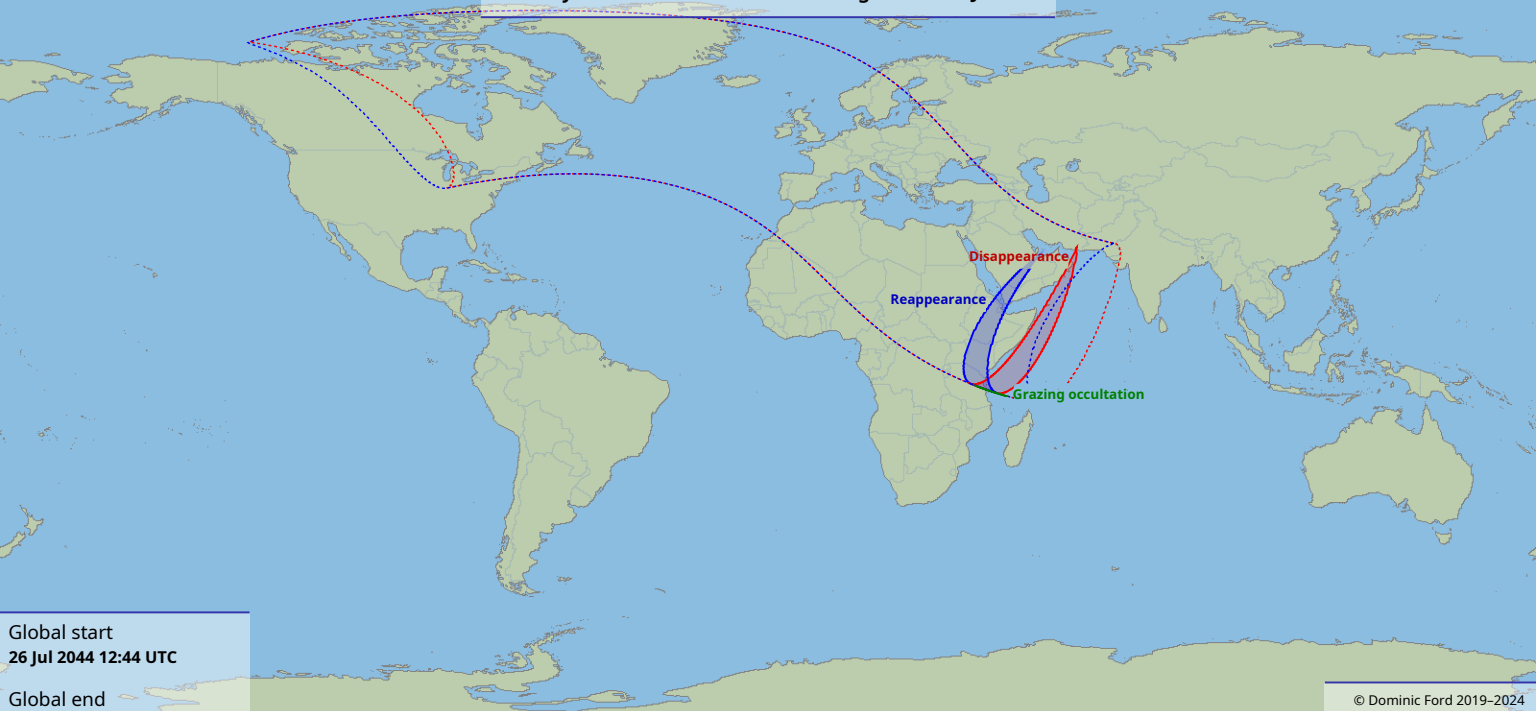 Disappearance
Reappearance
Grazing occultation
Global start
26 Jul 2044 12:44 UTC
Global end
© Dominic Ford 2019–2024